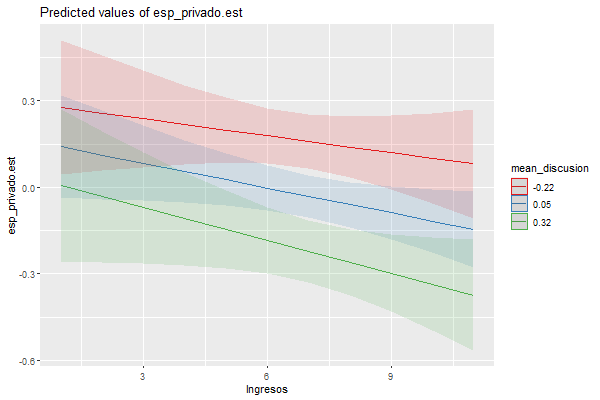 Predicted values of esp_privado.est
esp_privado.est
0.3
0.0
-0.3
-0.6
3
6
9
Ingresos
mean_discusion
-0.22
0.05
0.32